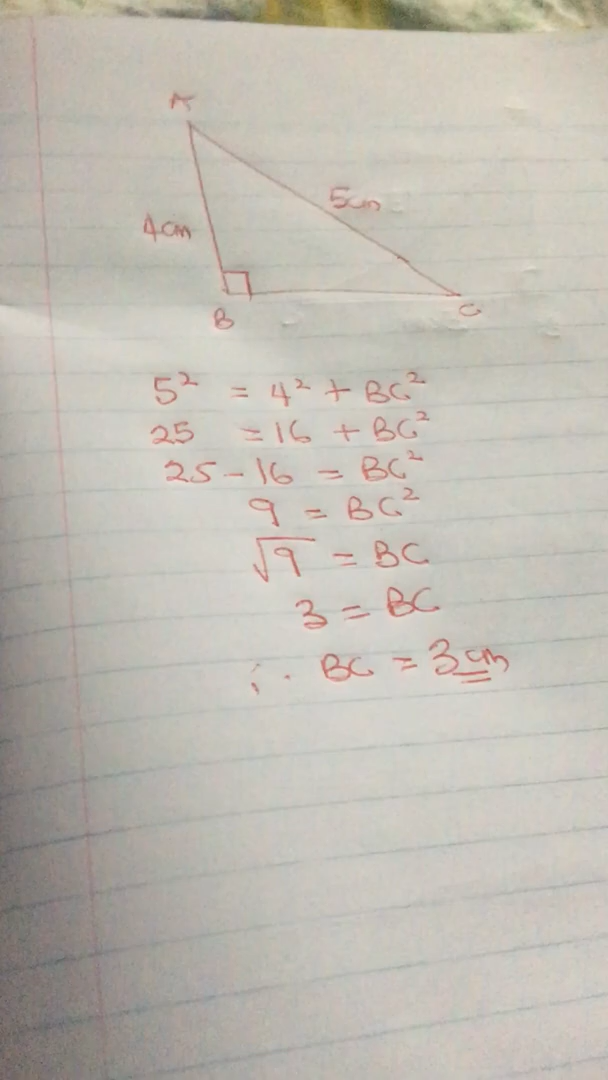 A
5cm
4cm
B
C
5² = 4² + BC²
25 = 16 + BC²
25 - 16 = BC²
9 = BC²
√9 = BC
3 = BC
∴ BC = 3cm